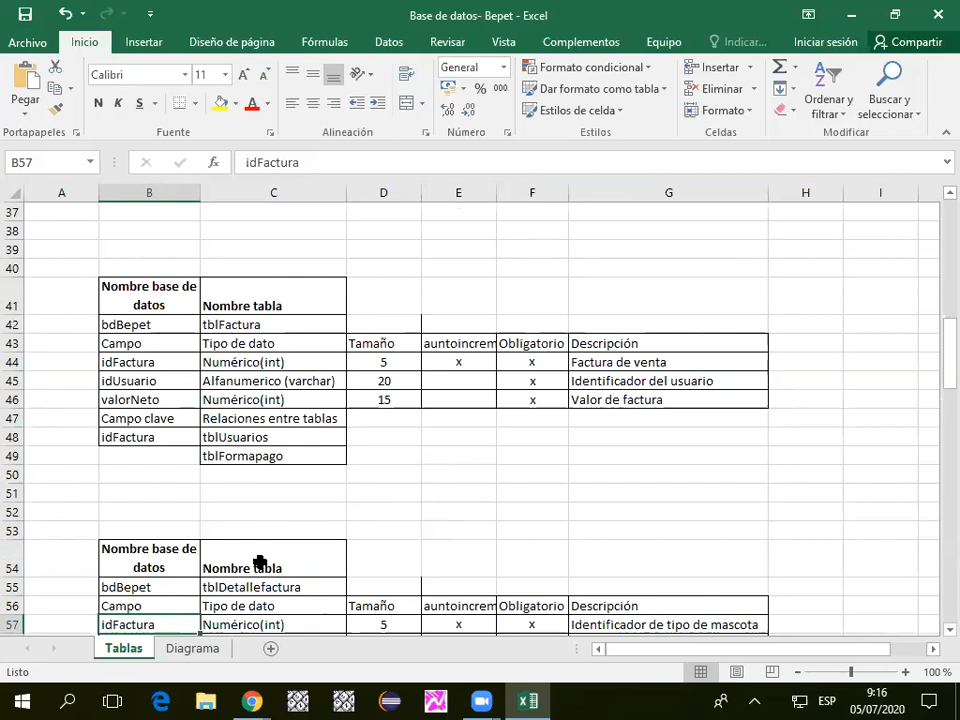 Base de datos- Bepet - Excel
Archivo Inicio Insertar Diseño de página Fórmulas Datos Revisar Vista Complementos Equipo Indicar... Iniciar sesión Compartir
Pegar
Calibri 11
N K S
General
% 000
Formato condicional
Dar formato como tabla
Estilos de celda
Insertar
Eliminar
Formato
Ordenar y filtrar
Buscar y seleccionar
Portapapeles Fuente Alineación Número Estilos Celdas Modificar
B57 fx idFactura
A B C D E F G H I
37
38
39
40
41 Nombre base de datos Nombre tabla
42 bdBepet tblFactura
43 Campo Tipo de dato Tamaño auntoincrem Obligatorio Descripción
44 idFactura Numérico(int) 5 x x Factura de venta
45 idUsuario Alfanumerico (varchar) 20 x Identificador del usuario
46 valorNeto Numérico(int) 15 x Valor de factura
47 Campo clave Relaciones entre tablas
48 idFactura tblUsuarios
49 tblFormapago
50
51
52
53
54 Nombre base de datos Nombre tabla
55 bdBepet tblDetallefactura
56 Campo Tipo de dato Tamaño auntoincrem Obligatorio Descripción
57 idFactura Numérico(int) 5 x x Identificador de tipo de mascota
Tablas Diagrama
Listo 100 %
ESP 9:16
05/07/2020